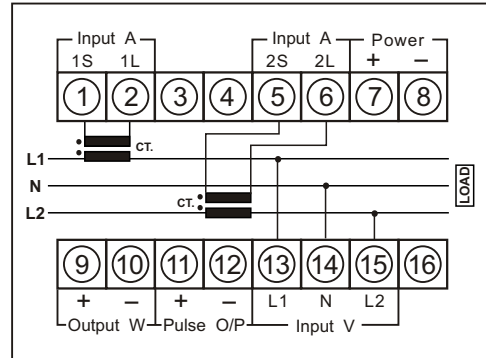 Input A Input A Power
1S 1L 2S 2L + −
1 2 3 4 5 6 7 8
CT.
L1
N
CT.
L2
LOAD
9 10 11 12 13 14 15 16
+ − + − L1 N L2
Output W Pulse O/P Input V